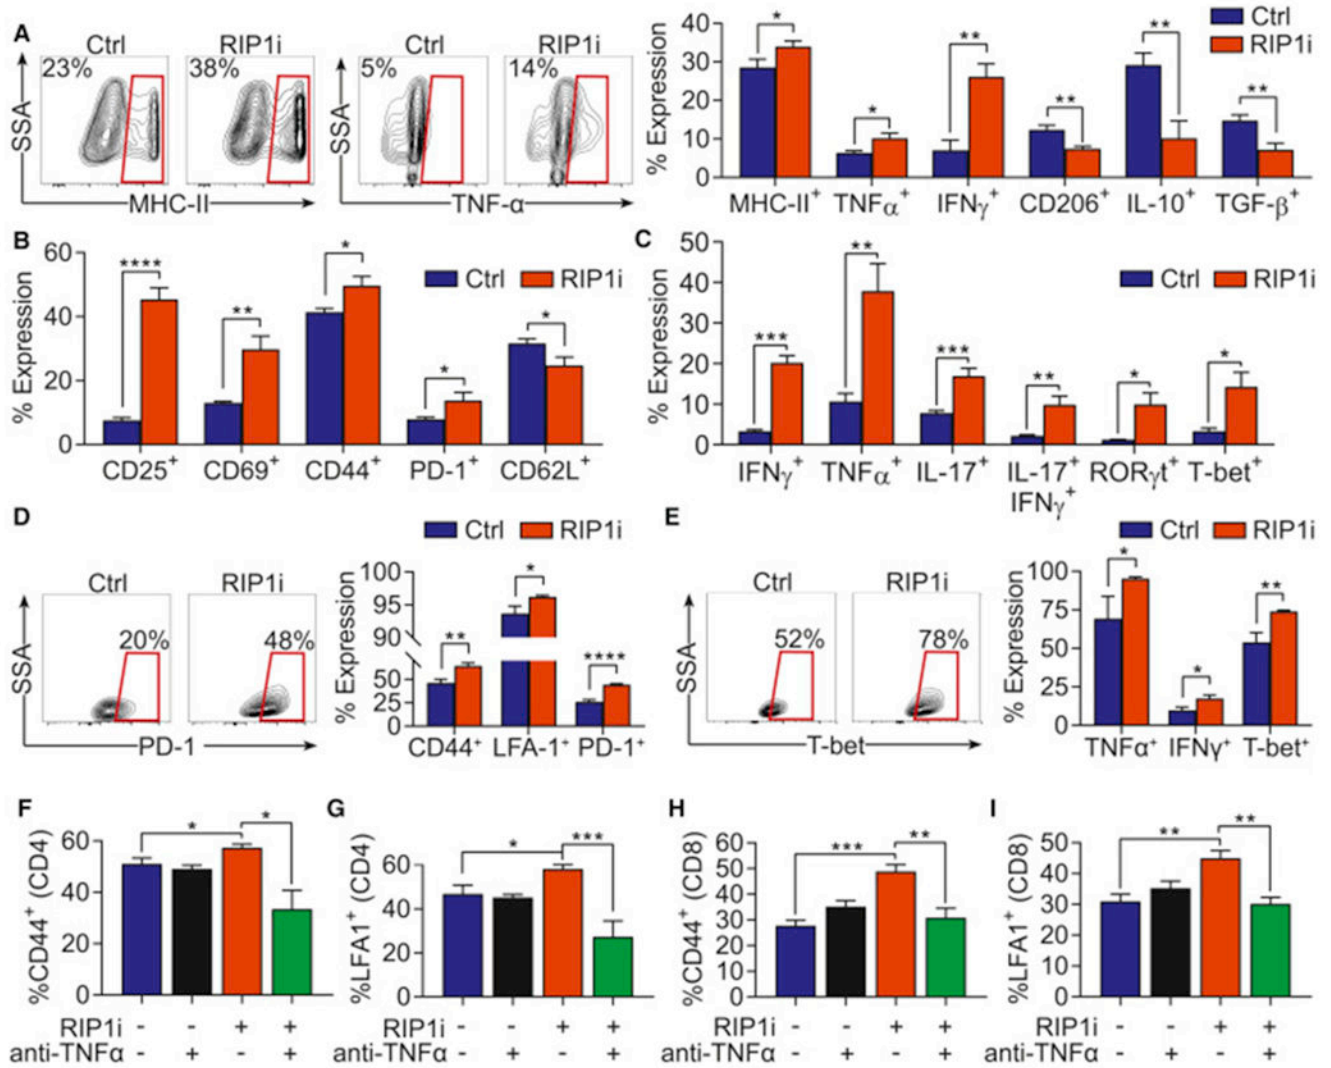 A
Ctrl RIP1i Ctrl RIP1i
23% 38% 5% 14%
SSA SSA
MHC-II TNF-α
% Expression
40
30
20
10
0
* * ** ** ** **
Ctrl
RIP1i
MHC-II⁺ TNFα⁺ IFNγ⁺ CD206⁺ IL-10⁺ TGF-β⁺
B
% Expression
60
40
20
0
**** ** * * *
Ctrl RIP1i
CD25⁺ CD69⁺ CD44⁺ PD-1⁺ CD62L⁺
C
% Expression
50
40
30
20
10
0
*** ** *** ** * *
Ctrl RIP1i
IFNγ⁺ TNFα⁺ IL-17⁺ IL-17⁺ RORγt⁺ T-bet⁺
IFNγ⁺
D
Ctrl RIP1i
20% 48%
SSA
PD-1
Ctrl RIP1i
% Expression
100
95
90
50
25
0
** * ****
CD44⁺ LFA-1⁺ PD-1⁺
E
Ctrl RIP1i
52% 78%
SSA
T-bet
Ctrl RIP1i
% Expression
100
75
50
25
0
* * **
TNFα⁺ IFNγ⁺ T-bet⁺
F
%CD44⁺ (CD4)
60
40
20
0
* *
RIP1i - - + +
anti-TNFα - + - +
G
%LFA1⁺ (CD4)
60
40
20
0
* ***
RIP1i - - + +
anti-TNFα - + - +
H
%CD44⁺ (CD8)
60
50
40
30
20
10
0
*** **
RIP1i - - + +
anti-TNFα - + - +
I
%LFA1⁺ (CD8)
50
40
30
20
10
0
** **
RIP1i - - + +
anti-TNFα - + - +